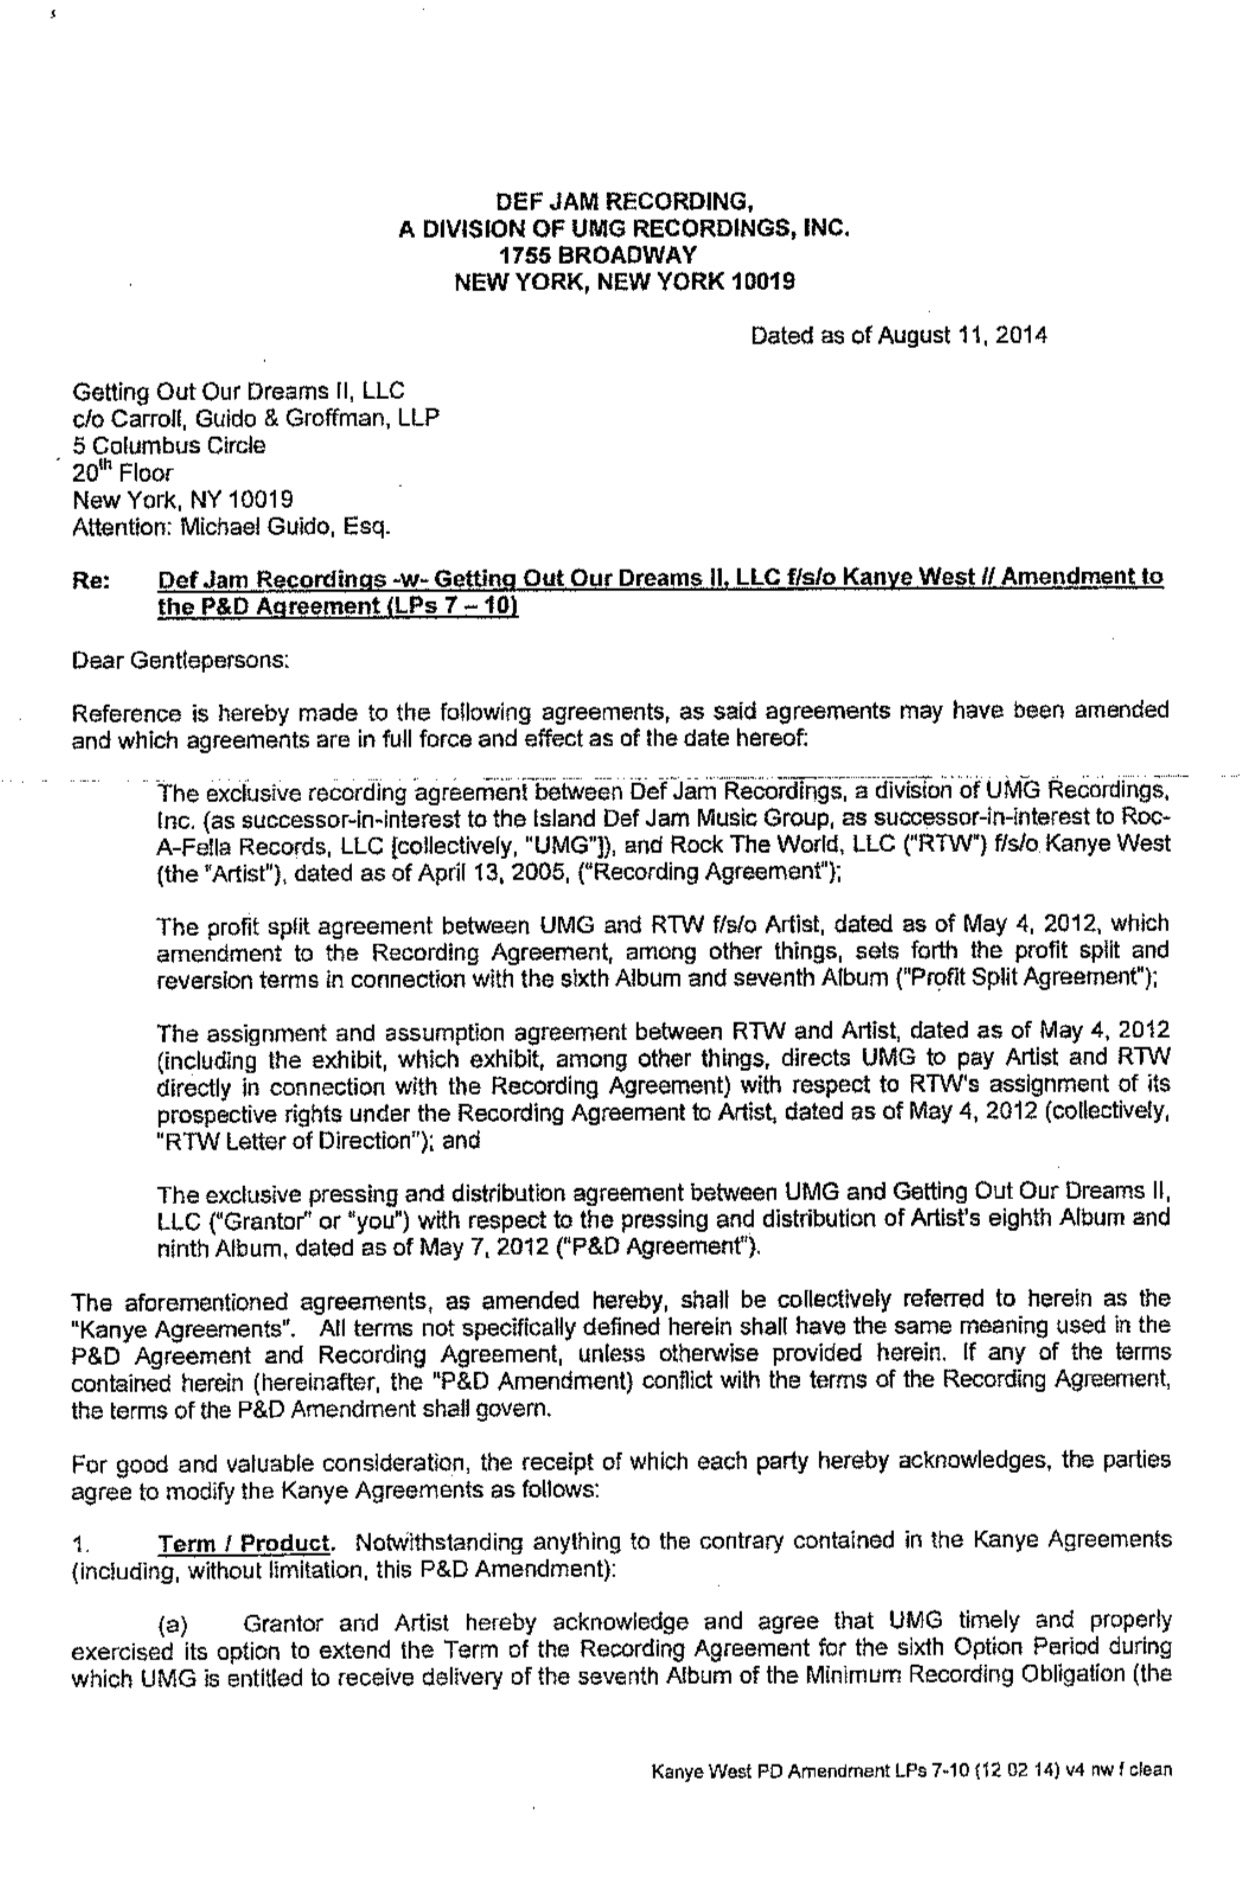 DEF JAM RECORDING,
A DIVISION OF UMG RECORDINGS, INC.
1755 BROADWAY
NEW YORK, NEW YORK 10019
Dated as of August 11, 2014
Getting Out Our Dreams II, LLC
c/o Carroll, Guido & Groffman, LLP
5 Columbus Circle
20th Floor
New York, NY 10019
Attention: Michael Guido, Esq.
Re: Def Jam Recordings -w- Getting Out Our Dreams II, LLC f/s/o Kanye West // Amendment to
the P&D Agreement (LPs 7 – 10)
Dear Gentlepersons:
Reference is hereby made to the following agreements, as said agreements may have been amended
and which agreements are in full force and effect as of the date hereof:
The exclusive recording agreement between Def Jam Recordings, a division of UMG Recordings,
Inc. (as successor-in-interest to the Island Def Jam Music Group, as successor-in-interest to Roc-
A-Fella Records, LLC [collectively, "UMG"]), and Rock The World, LLC ("RTW") f/s/o Kanye West
(the "Artist"), dated as of April 13, 2005, ("Recording Agreement");
The profit split agreement between UMG and RTW f/s/o Artist, dated as of May 4, 2012, which
amendment to the Recording Agreement, among other things, sets forth the profit split and
reversion terms in connection with the sixth Album and seventh Album ("Profit Split Agreement");
The assignment and assumption agreement between RTW and Artist, dated as of May 4, 2012
(including the exhibit, which exhibit, among other things, directs UMG to pay Artist and RTW
directly in connection with the Recording Agreement) with respect to RTW's assignment of its
prospective rights under the Recording Agreement to Artist, dated as of May 4, 2012 (collectively,
"RTW Letter of Direction"); and
The exclusive pressing and distribution agreement between UMG and Getting Out Our Dreams II,
LLC ("Grantor" or "you") with respect to the pressing and distribution of Artist's eighth Album and
ninth Album, dated as of May 7, 2012 ("P&D Agreement").
The aforementioned agreements, as amended hereby, shall be collectively referred to herein as the
"Kanye Agreements". All terms not specifically defined herein shall have the same meaning used in the
P&D Agreement and Recording Agreement, unless otherwise provided herein. If any of the terms
contained herein (hereinafter, the "P&D Amendment) conflict with the terms of the Recording Agreement,
the terms of the P&D Amendment shall govern.
For good and valuable consideration, the receipt of which each party hereby acknowledges, the parties
agree to modify the Kanye Agreements as follows:
1. Term / Product. Notwithstanding anything to the contrary contained in the Kanye Agreements
(including, without limitation, this P&D Amendment):
(a) Grantor and Artist hereby acknowledge and agree that UMG timely and properly
exercised its option to extend the Term of the Recording Agreement for the sixth Option Period during
which UMG is entitled to receive delivery of the seventh Album of the Minimum Recording Obligation (the
Kanye West PD Amendment LPs 7-10 (12 02 14) v4 nw f clean